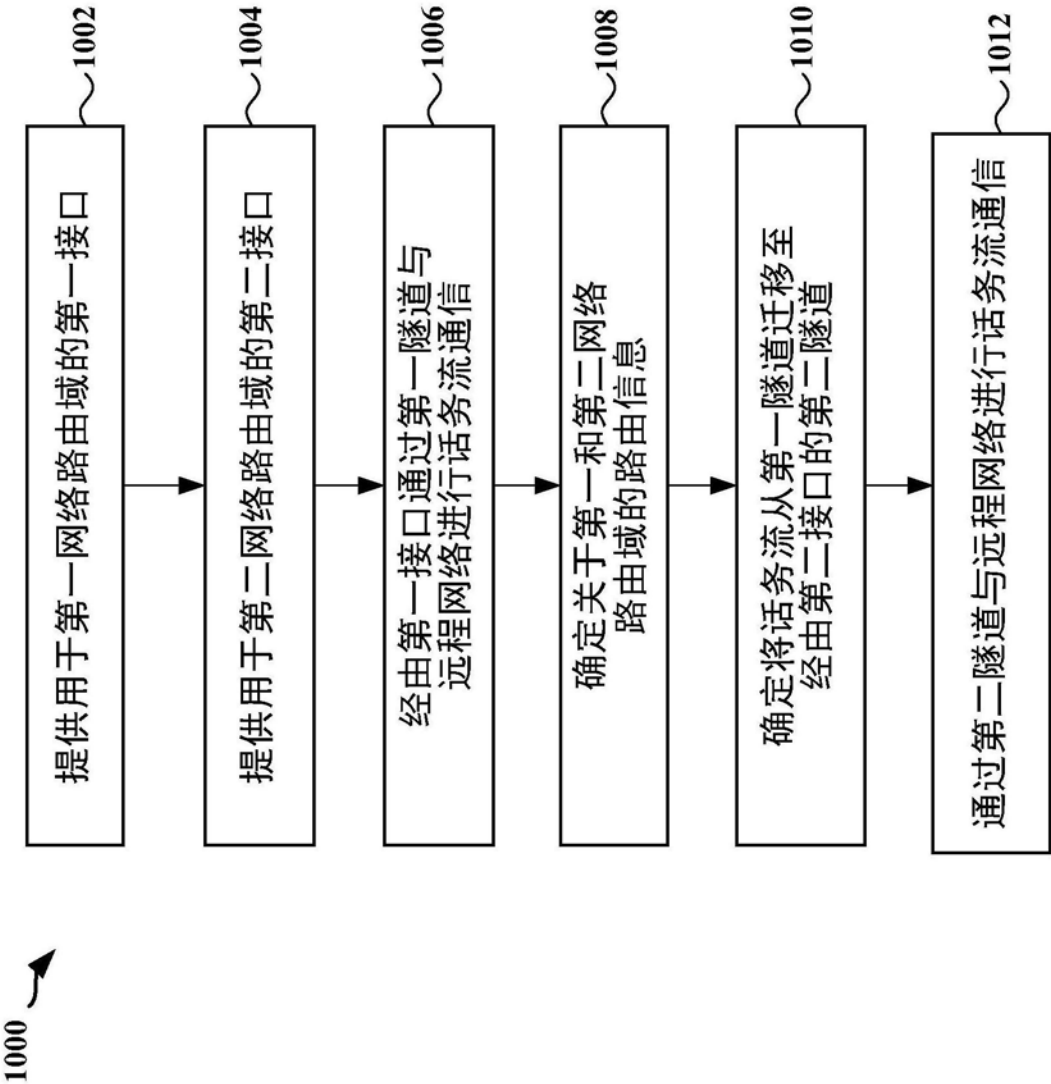 1000
提供用于第一网络路由域的第一接口
1002
提供用于第二网络路由域的第二接口
1004
经由第一接口通过第一隧道与
远程网络进行话务流通信
1006
确定关于第一和第二网络
路由域的路由信息
1008
确定将话务流从第一隧道迁移至
经由第二接口的第二隧道
1010
通过第二隧道与远程网络进行话务流通信
1012